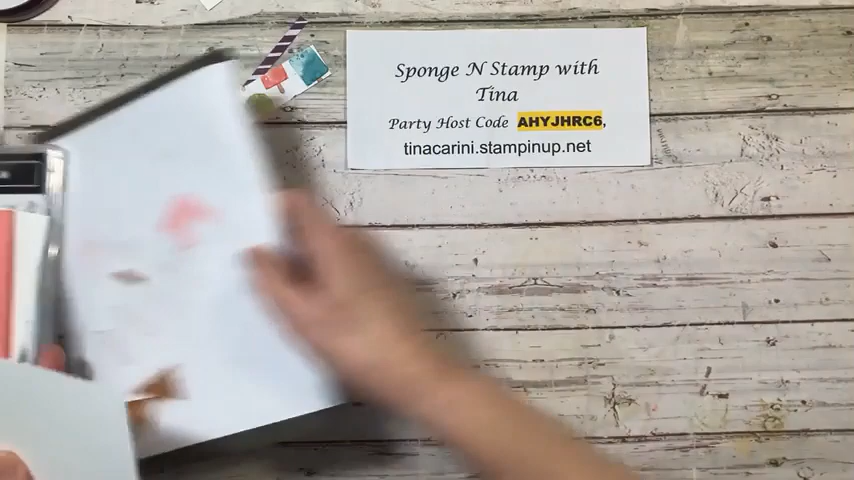 Sponge N Stamp with
Tina
Party Host Code AHYJHRC6,
tinacarini.stampinup.net